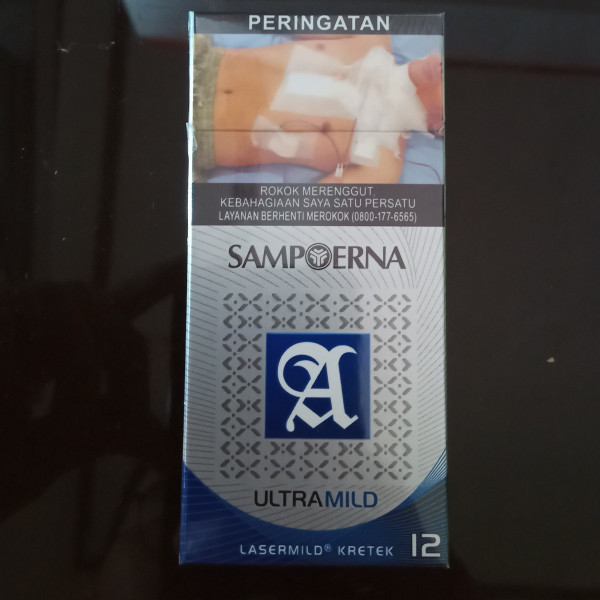 PERINGATAN
ROKOK MERENGGUT
KEBAHAGIAAN SAYA SATU PERSATU
LAYANAN BERHENTI MEROKOK (0800-177-6565)
SAMPOERNA
A
ULTRAMILD
LASERMILD® KRETEK 12